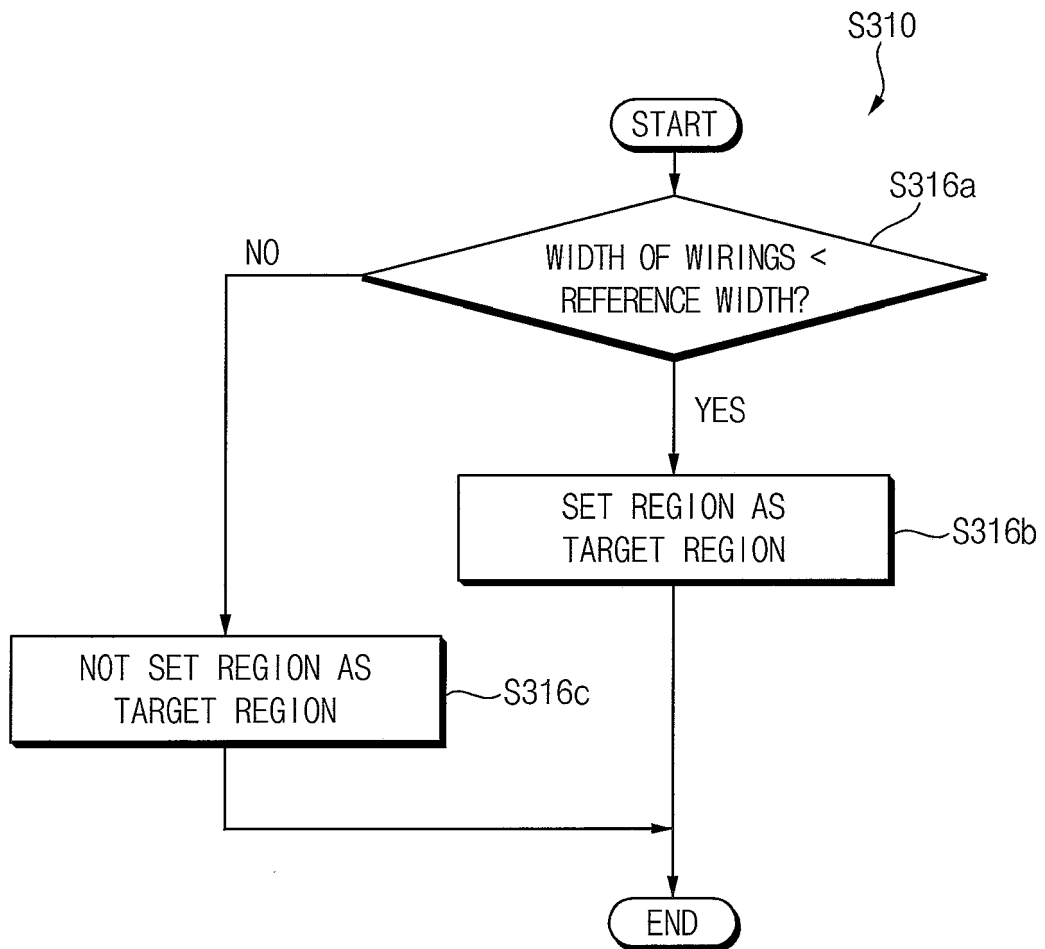 S310
START
S316a
WIDTH OF WIRINGS <
REFERENCE WIDTH?
NO
YES
SET REGION AS
TARGET REGION
S316b
NOT SET REGION AS
TARGET REGION
S316c
END